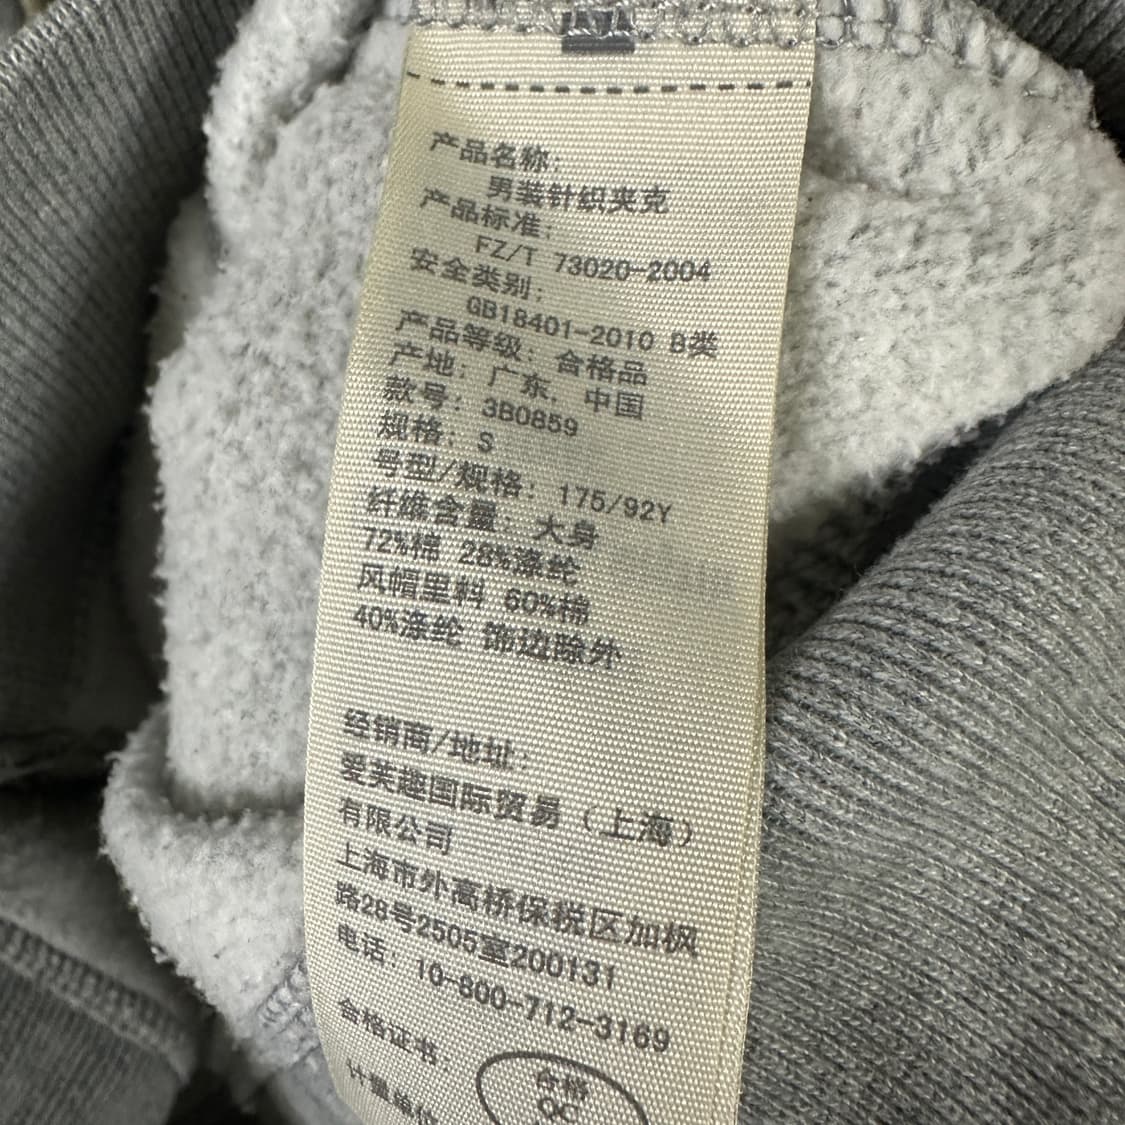 产品名称:
男装针织夹克
产品标准:
FZ/T 73020-2004
安全类别:
GB18401-2010 B类
产品等级: 合格品
产地: 广东, 中国
款号: 3B0859
规格: S
号型/规格: 175/92Y
纤维含量: 大身
72%棉 28%涤纶
风帽里料 60%棉
40%涤纶 饰边除外
经销商/地址:
爱芙趣国际贸易(上海)
有限公司
上海市外高桥保税区加枫
路28号2505室200131
电话: 10-800-712-3169
合格证书.
合格
QC